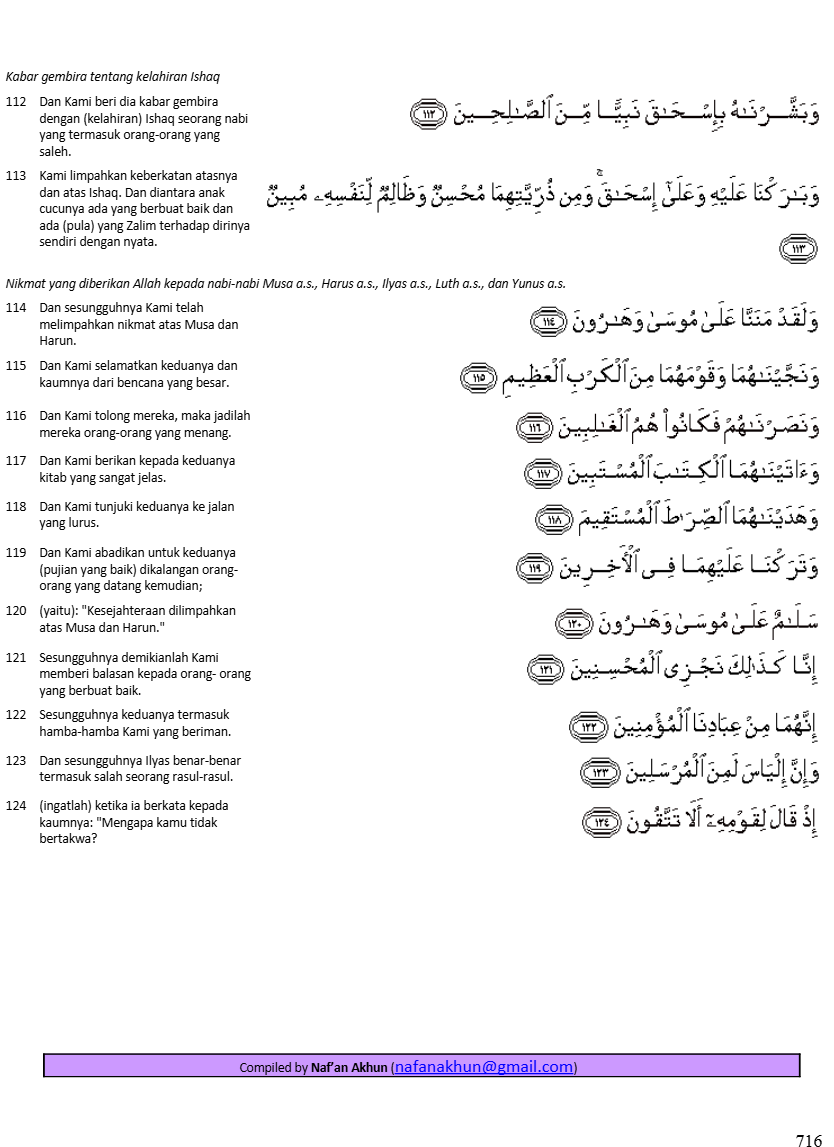 Kabar gembira tentang kelahiran Ishaq
112 Dan Kami beri dia kabar gembira
dengan (kelahiran) Ishaq seorang nabi
yang termasuk orang-orang yang
saleh.
وَبَشَّرْنَـٰهُ بِإِسْحَـٰقَ نَبِيًّا مِّنَ ٱلصَّـٰلِحِينَ ١١٢
113 Kami limpahkan keberkatan atasnya
dan atas Ishaq. Dan diantara anak
cucunya ada yang berbuat baik dan
ada (pula) yang Zalim terhadap dirinya
sendiri dengan nyata.
وَبَـٰرَكْنَا عَلَيْهِ وَعَلَىٰٓ إِسْحَـٰقَ ۚ وَمِن ذُرِّيَّتِهِمَا مُحْسِنٌ وَظَالِمٌ لِّنَفْسِهِۦ مُبِينٌ
١١٣
Nikmat yang diberikan Allah kepada nabi-nabi Musa a.s., Harus a.s., Ilyas a.s., Luth a.s., dan Yunus a.s.
114 Dan sesungguhnya Kami telah
melimpahkan nikmat atas Musa dan
Harun.
وَلَقَدْ مَنَنَّا عَلَىٰ مُوسَىٰ وَهَـٰرُونَ ١١٤
115 Dan Kami selamatkan keduanya dan
kaumnya dari bencana yang besar.
وَنَجَّيْنَـٰهُمَا وَقَوْمَهُمَا مِنَ ٱلْكَرْبِ ٱلْعَظِيمِ ١١٥
116 Dan Kami tolong mereka, maka jadilah
mereka orang-orang yang menang.
وَنَصَرْنَـٰهُمْ فَكَانُوا۟ هُمُ ٱلْغَـٰلِبِينَ ١١٦
117 Dan Kami berikan kepada keduanya
kitab yang sangat jelas.
وَءَاتَيْنَـٰهُمَا ٱلْكِتَـٰبَ ٱلْمُسْتَبِينَ ١١٧
118 Dan Kami tunjuki keduanya ke jalan
yang lurus.
وَهَدَيْنَـٰهُمَا ٱلصِّرَٰطَ ٱلْمُسْتَقِيمَ ١١٨
119 Dan Kami abadikan untuk keduanya
(pujian yang baik) dikalangan orang-
orang yang datang kemudian;
وَتَرَكْنَا عَلَيْهِمَا فِى ٱلْأَخِرِينَ ١١٩
120 (yaitu): "Kesejahteraan dilimpahkan
atas Musa dan Harun."
سَلَـٰمٌ عَلَىٰ مُوسَىٰ وَهَـٰرُونَ ١٢٠
121 Sesungguhnya demikianlah Kami
memberi balasan kepada orang- orang
yang berbuat baik.
إِنَّا كَذَٰلِكَ نَجْزِى ٱلْمُحْسِنِينَ ١٢١
122 Sesungguhnya keduanya termasuk
hamba-hamba Kami yang beriman.
إِنَّهُمَا مِنْ عِبَادِنَا ٱلْمُؤْمِنِينَ ١٢٢
123 Dan sesungguhnya Ilyas benar-benar
termasuk salah seorang rasul-rasul.
وَإِنَّ إِلْيَاسَ لَمِنَ ٱلْمُرْسَلِينَ ١٢٣
124 (ingatlah) ketika ia berkata kepada
kaumnya: "Mengapa kamu tidak
bertakwa?
إِذْ قَالَ لِقَوْمِهِۦٓ أَلَا تَتَّقُونَ ١٢٤
Compiled by Naf’an Akhun (nafanakhun@gmail.com)
716